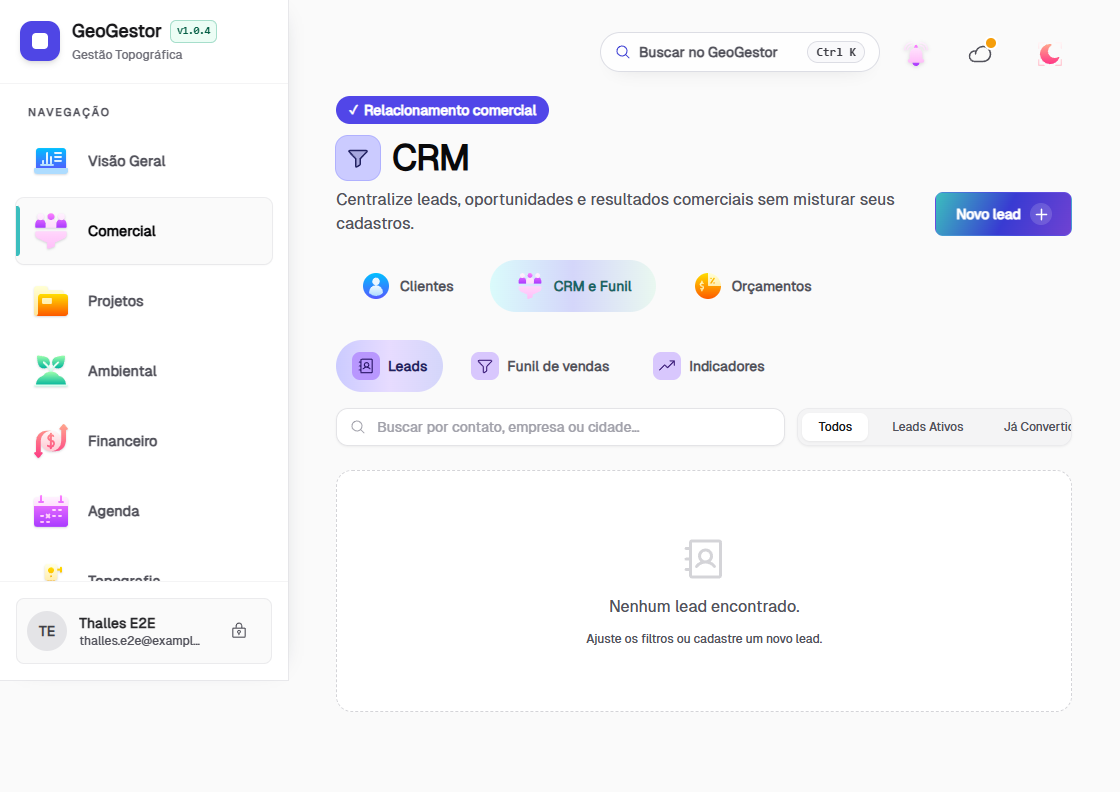 GeoGestor v1.0.4
Gestão Topográfica
NAVEGAÇÃO
Visão Geral
Comercial
Projetos
Ambiental
Financeiro
Agenda
Topografia
TE
Thalles E2E
thalles.e2e@exampl...
Buscar no GeoGestor Ctrl K
✓ Relacionamento comercial
CRM
Centralize leads, oportunidades e resultados comerciais sem misturar seus
cadastros.
Novo lead
Clientes
CRM e Funil
Orçamentos
Leads
Funil de vendas
Indicadores
Buscar por contato, empresa ou cidade...
Todos
Leads Ativos
Já Converti
Nenhum lead encontrado.
Ajuste os filtros ou cadastre um novo lead.